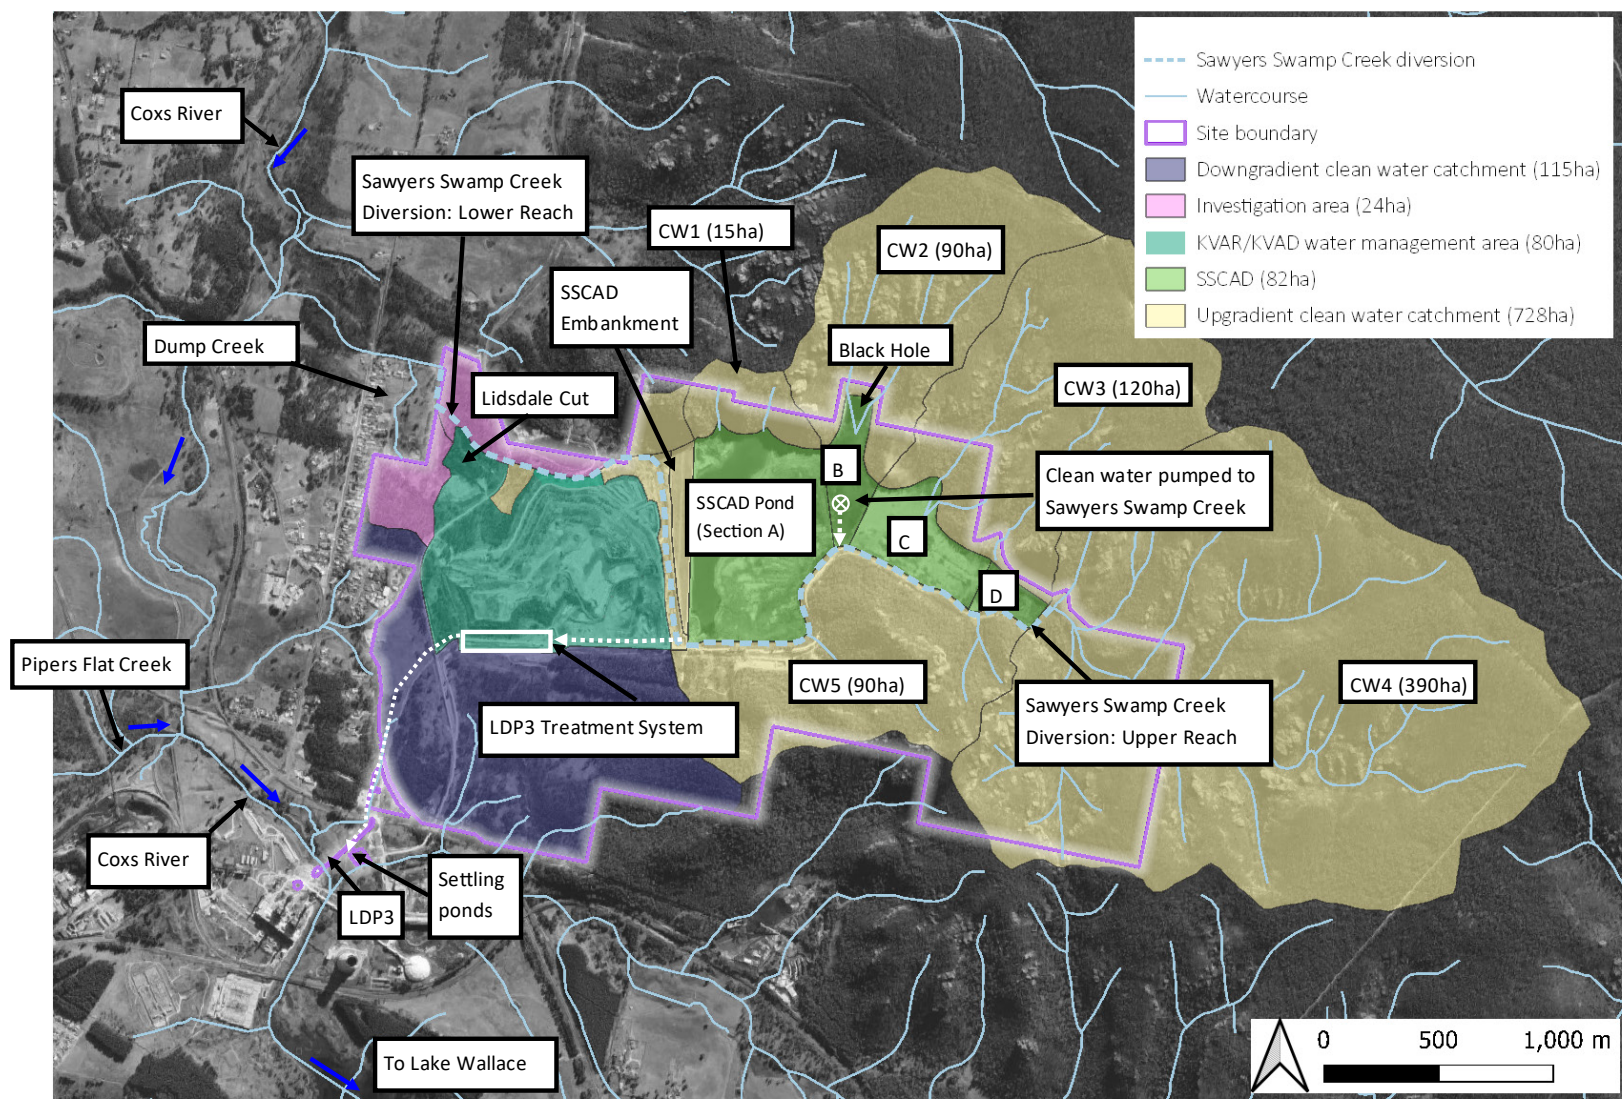 Sawyers Swamp Creek diversion
Watercourse
Site boundary
Downgradient clean water catchment (115ha)
Investigation area (24ha)
KVAR/KVAD water management area (80ha)
SSCAD (82ha)
Upgradient clean water catchment (728ha)
Coxs River
Sawyers Swamp Creek
Diversion: Lower Reach
CW1 (15ha)
CW2 (90ha)
SSCAD
Embankment
Dump Creek
Black Hole
CW3 (120ha)
Lidsdale Cut
B
Clean water pumped to
Sawyers Swamp Creek
SSCAD Pond
(Section A)
C
D
Pipers Flat Creek
CW5 (90ha)
CW4 (390ha)
LDP3 Treatment System
Sawyers Swamp Creek
Diversion: Upper Reach
Coxs River
LDP3
Settling
ponds
To Lake Wallace
0 500 1,000 m